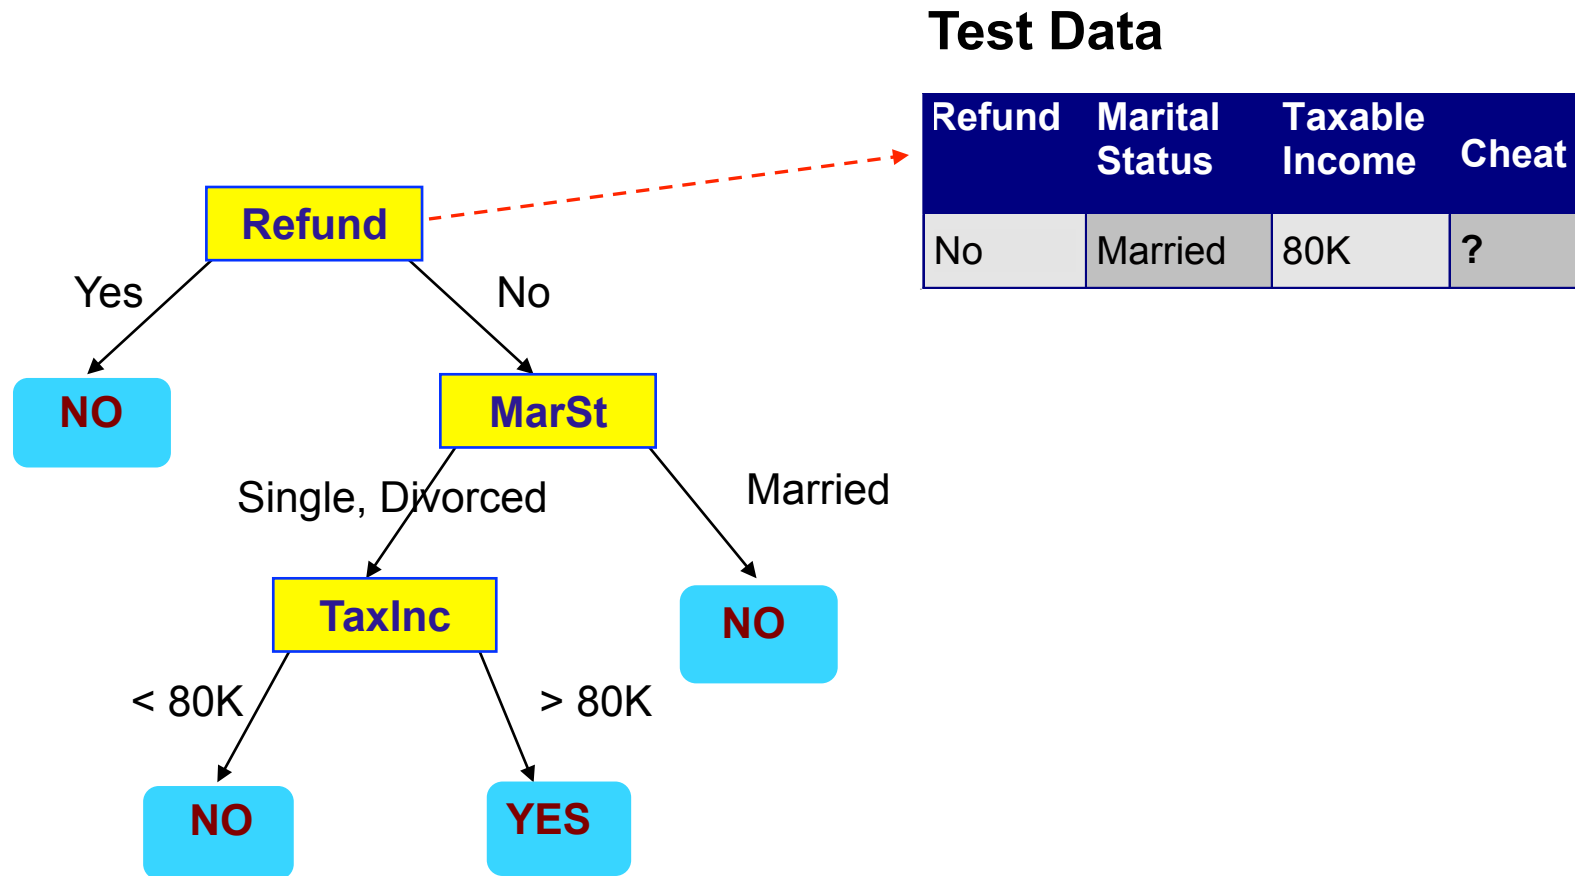 Test Data
Refund Marital Status Taxable Income Cheat
No Married 80K ?
Refund
Yes No
NO
MarSt
Single, Divorced Married
TaxInc
NO
< 80K > 80K
NO YES